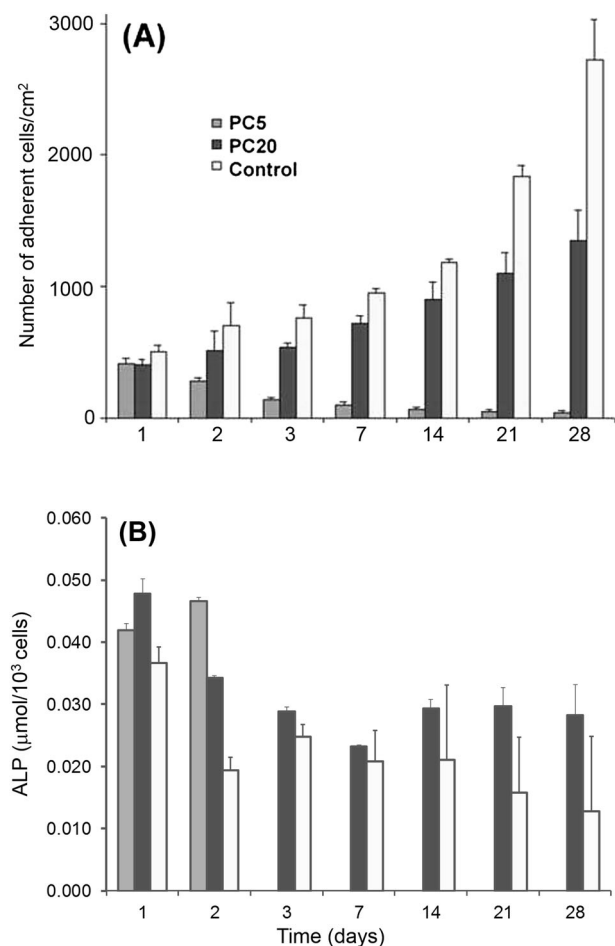 (A)
Number of adherent cells/cm²
3000
2000
1000
0
PC5
PC20
Control
1 2 3 7 14 21 28
(B)
ALP (μmol/10³ cells)
0.060
0.050
0.040
0.030
0.020
0.010
0.000
1 2 3 7 14 21 28
Time (days)